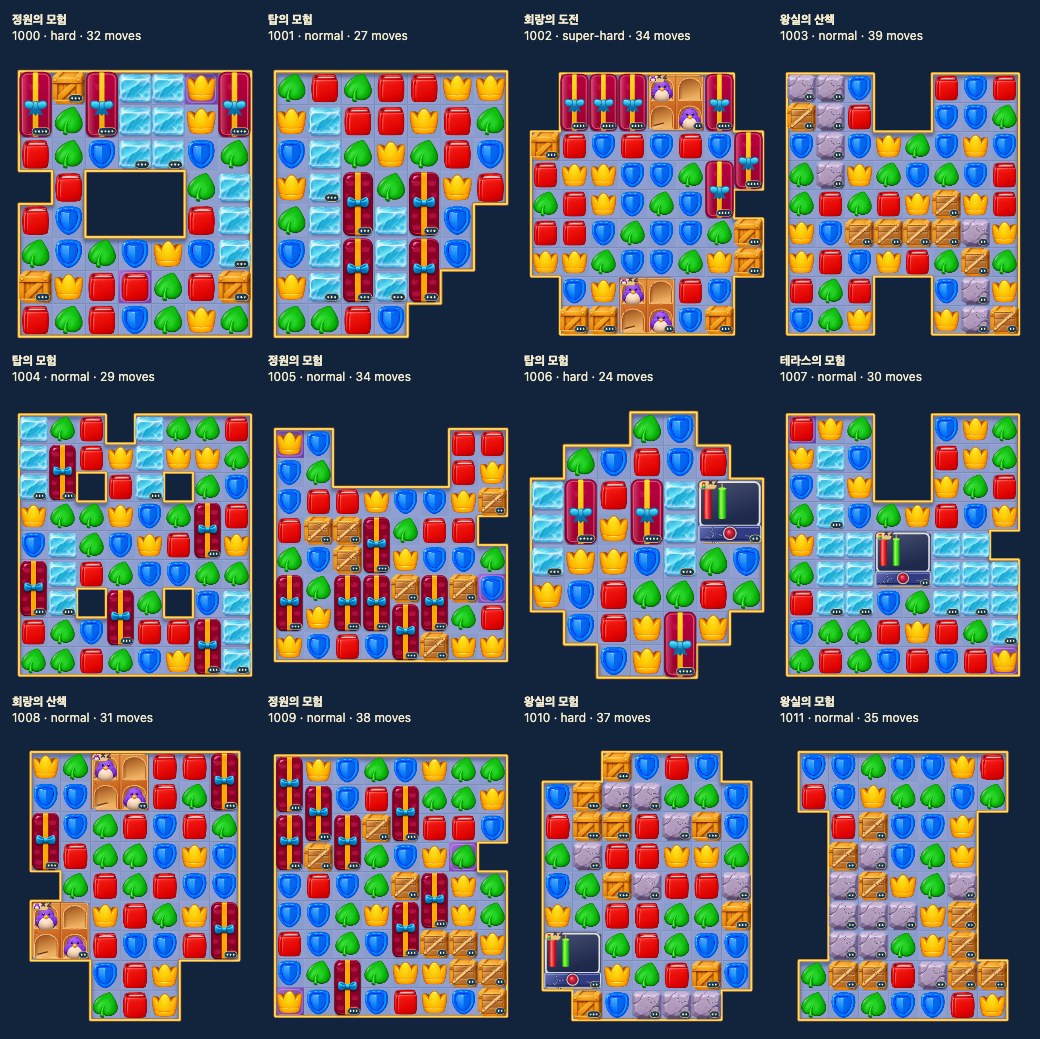 정원의 모험
1000 · hard · 32 moves
탑의 모험
1001 · normal · 27 moves
회랑의 도전
1002 · super-hard · 34 moves
왕실의 산책
1003 · normal · 39 moves
탑의 모험
1004 · normal · 29 moves
정원의 모험
1005 · normal · 34 moves
탑의 모험
1006 · hard · 24 moves
테라스의 모험
1007 · normal · 30 moves
회랑의 산책
1008 · normal · 31 moves
정원의 모험
1009 · normal · 38 moves
왕실의 모험
1010 · hard · 37 moves
왕실의 모험
1011 · normal · 35 moves